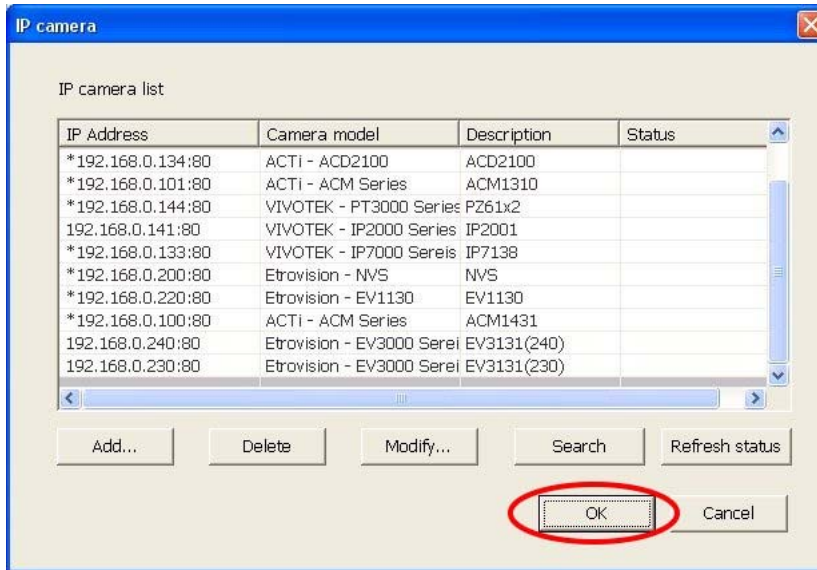 IP camera
IP camera list
IP Address Camera model Description Status
*192.168.0.134:80 ACTi - ACD2100 ACD2100
*192.168.0.101:80 ACTi - ACM Series ACM1310
*192.168.0.144:80 VIVOTEK - PT3000 Series PZ61x2
192.168.0.141:80 VIVOTEK - IP2000 Series IP2001
*192.168.0.133:80 VIVOTEK - IP7000 Sereis IP7138
*192.168.0.200:80 Etrovision - NVS NVS
*192.168.0.220:80 Etrovision - EV1130 EV1130
*192.168.0.100:80 ACTi - ACM Series ACM1431
192.168.0.240:80 Etrovision - EV3000 Serei EV3131(240)
192.168.0.230:80 Etrovision - EV3000 Serei EV3131(230)
Add... Delete Modify... Search Refresh status
OK Cancel